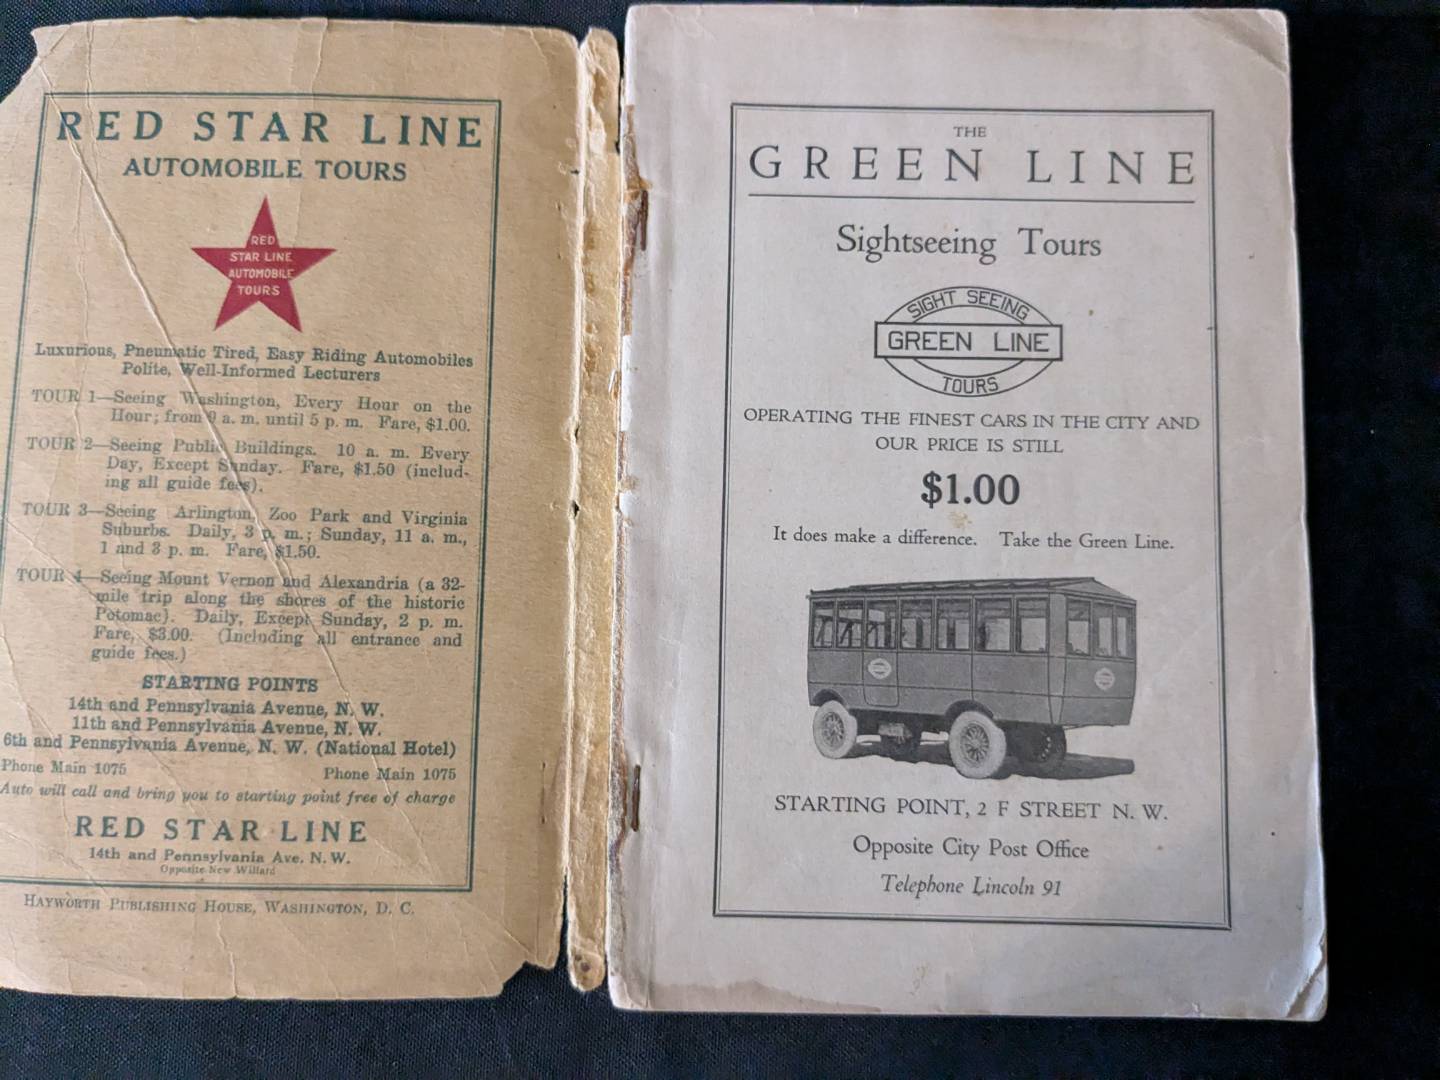 RED STAR LINE
AUTOMOBILE TOURS
RED
STAR LINE
AUTOMOBILE
TOURS
Luxurious, Pneumatic Tired, Easy Riding Automobiles
Polite, Well-Informed Lecturers
TOUR 1—Seeing Washington, Every Hour on the
Hour; from 9 a. m. until 5 p. m. Fare, $1.00.
TOUR 2—Seeing Public Buildings. 10 a. m. Every
Day, Except Sunday. Fare, $1.50 (includ-
ing all guide fees).
TOUR 3—Seeing Arlington, Zoo Park and Virginia
Suburbs. Daily, 3 p. m.; Sunday, 11 a. m.,
1 and 3 p. m. Fare, $1.50.
TOUR 4—Seeing Mount Vernon and Alexandria (a 32-
mile trip along the shores of the historic
Potomac). Daily, Except Sunday, 2 p. m.
Fare, $3.00. (Including all entrance and
guide fees.)
STARTING POINTS
14th and Pennsylvania Avenue, N. W.
11th and Pennsylvania Avenue, N. W.
6th and Pennsylvania Avenue, N. W. (National Hotel)
Phone Main 1075 Phone Main 1075
Auto will call and bring you to starting point free of charge
RED STAR LINE
14th and Pennsylvania Ave. N. W.
Opposite New Willard
HAYWORTH PUBLISHING HOUSE, WASHINGTON, D. C.
THE
GREEN LINE
Sightseeing Tours
SIGHT SEEING
GREEN LINE
TOURS
OPERATING THE FINEST CARS IN THE CITY AND
OUR PRICE IS STILL
$1.00
It does make a difference. Take the Green Line.
STARTING POINT, 2 F STREET N. W.
Opposite City Post Office
Telephone Lincoln 91